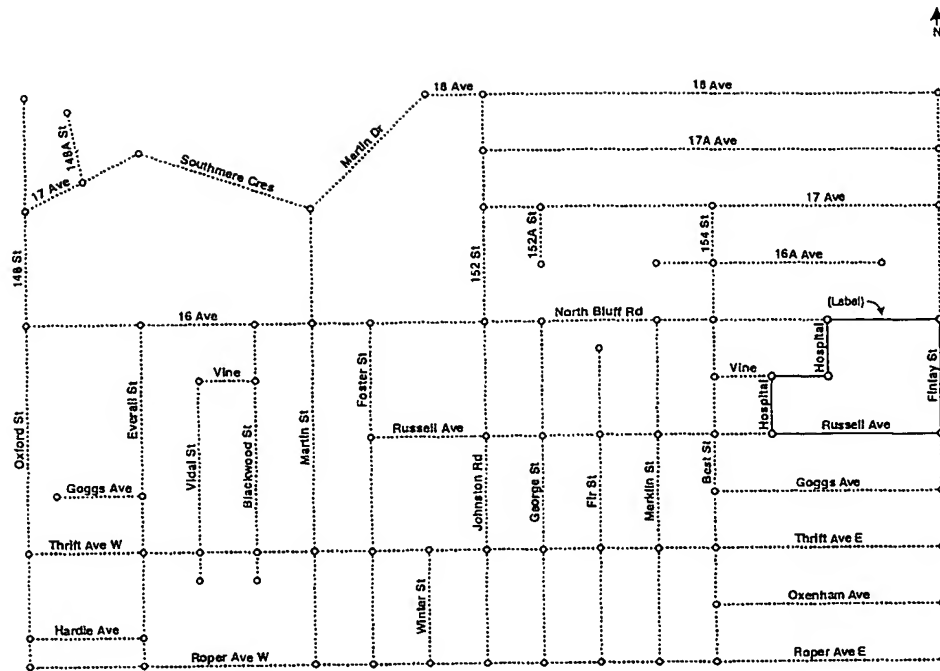 N
18 Ave
18 Ave
17A Ave
148A St
Martin Dr
Southmere Cres
17 Ave
17 Ave
152A St
154 St
148 St
152 St
16A Ave
(Label)
16 Ave
North Bluff Rd
Hospital
Finlay St
Vine
Vine
Foster St
Everall St
Oxford St
Martin St
Hospital
Russell Ave
Russell Ave
Vidal St
Blackwood St
Johnston Rd
George St
Fir St
Merklin St
Best St
Goggs Ave
Goggs Ave
Thrift Ave W
Thrift Ave E
Winter St
Oxenham Ave
Hardie Ave
Roper Ave W
Roper Ave E